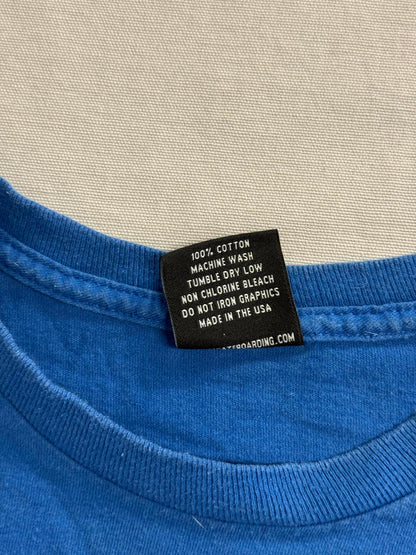 100% COTTON
MACHINE WASH
TUMBLE DRY LOW
NON CHLORINE BLEACH
DO NOT IRON GRAPHICS
MADE IN THE USA